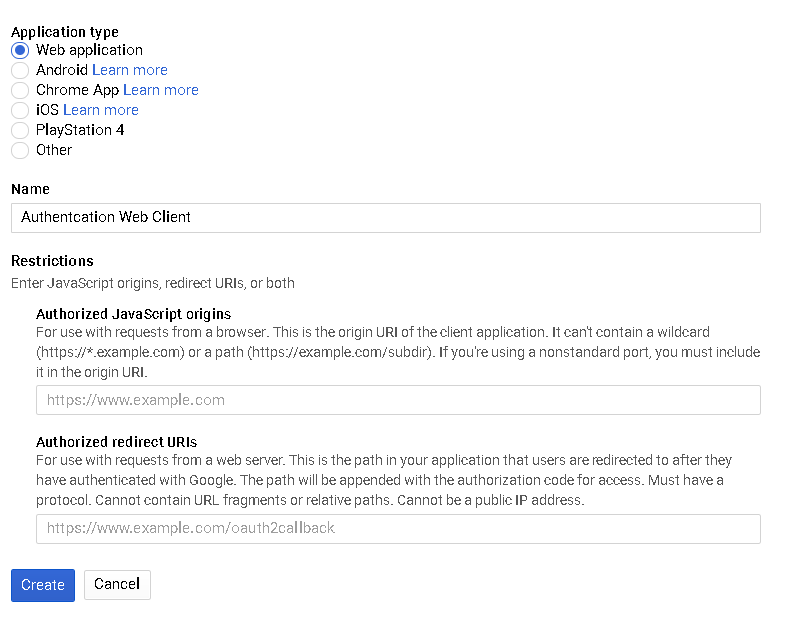 Application type
Web application
Android Learn more
Chrome App Learn more
iOS Learn more
PlayStation 4
Other
Name
Authentcation Web Client
Restrictions
Enter JavaScript origins, redirect URIs, or both
Authorized JavaScript origins
For use with requests from a browser. This is the origin URI of the client application. It can't contain a wildcard
(https://*.example.com) or a path (https://example.com/subdir). If you're using a nonstandard port, you must include
it in the origin URI.
https://www.example.com
Authorized redirect URIs
For use with requests from a web server. This is the path in your application that users are redirected to after they
have authenticated with Google. The path will be appended with the authorization code for access. Must have a
protocol. Cannot contain URL fragments or relative paths. Cannot be a public IP address.
https://www.example.com/oauth2callback
Create Cancel